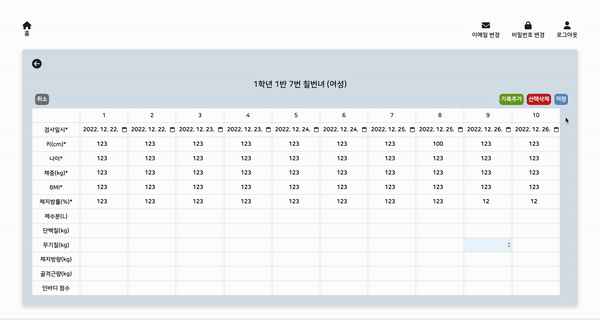 홈
이메일 변경 비밀번호 변경 로그아웃
1학년 1반 7번 칠번녀 (여성)
취소 기록추가 선택삭제 저장
1 2 3 4 5 6 7 8 9 10
검사일시* 2022. 12. 22. 2022. 12. 22. 2022. 12. 23. 2022. 12. 23. 2022. 12. 24. 2022. 12. 24. 2022. 12. 25. 2022. 12. 25. 2022. 12. 26. 2022. 12. 26.
키(cm)* 123 123 123 123 123 123 123 100 123 123
나이* 123 123 123 123 123 123 123 123 123 123
체중(kg)* 123 123 123 123 123 123 123 123 123 123
BMI* 123 123 123 123 123 123 123 123 123 123
체지방률(%)* 123 123 123 123 123 123 123 123 12 12
체수분(L)
단백질(kg)
무기질(kg)
체지방량(kg)
골격근량(kg)
인바디 점수